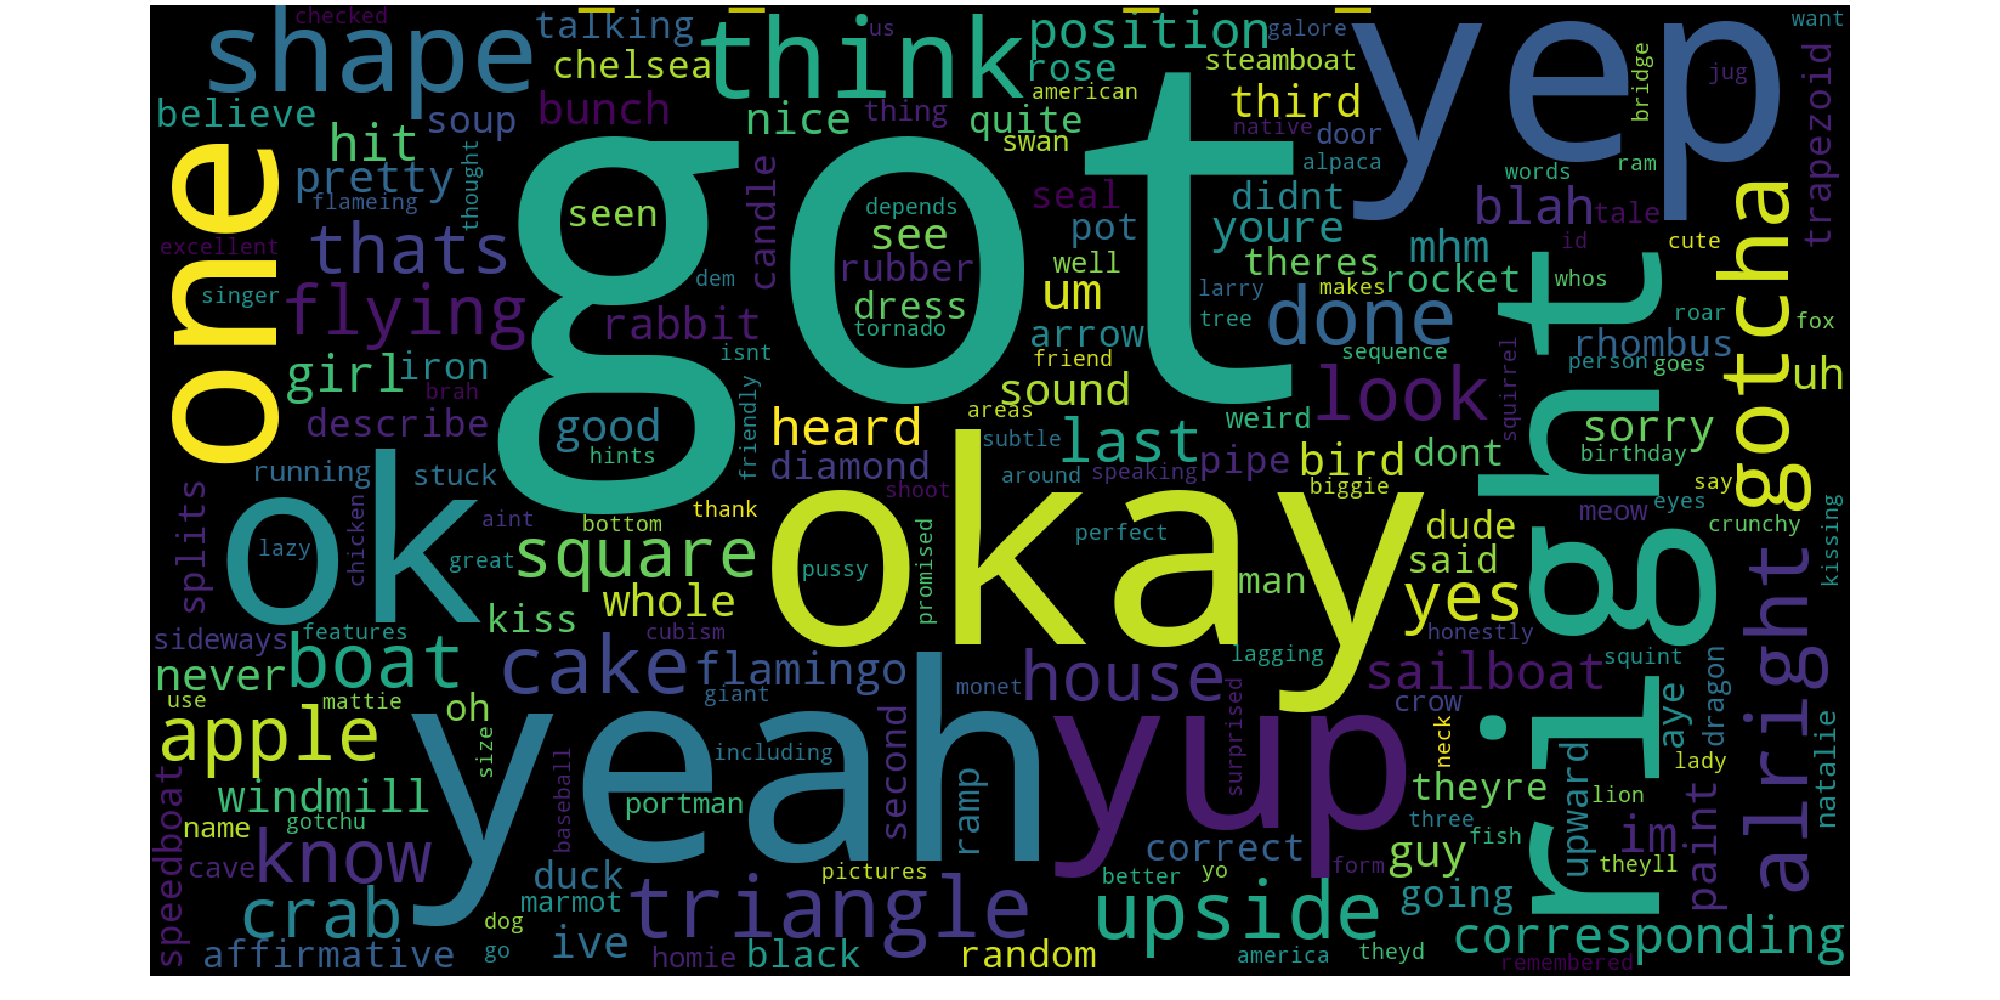 checked
talking
us
galore
want
shape
think
position
yep
chelsea
steamboat
rose
jug
bridge
trapezoid
american
believe
bunch
thing
third
soup
nice
quite
native
door
hit
swan
one
got
thought
candle
alpaca
words
ram
pretty
flameing
seen
depends
seal
didnt
blah
tale
gotcha
see
pot
youre
excellent
thats
mhm
id
cute
rubber
well
theres
dem
rocket
whos
singer
flying
dress
um
larry
makes
done
right
roar
fox
rabbit
tornado
arrow
tree
rhombus
isnt
friend
sequence
person
goes
girl
iron
friendly
look
squirrel
uh
brah
sound
areas
describe
good
heard
weird
sorry
last
subtle
hints
diamond
bird
dont
birthday
running
stuck
around
speaking
pipe
splits
ok
chicken
shoot
okay
biggie
say
eyes
kissing
thank
meow
aint
bottom
dude
crunchy
lazy
square
promised
perfect
alright
great
pussy
said
man
whole
yes
kiss
sideways
features
cubism
honestly
boat
cake
flamingo
house
lagging
squint
never
sailboat
dragon
giant
monet
use
mattie
crow
aye
oh
yeah
yup
apple
second
surprised
neck
natalie
size
including
upward
lady
baseball
speedboat
windmill
ramp
theyre
lion
portman
paint
name
gotchu
three
im
fish
know
correct
guy
cave
pictures
form
theyll
duck
better
yo
crab
marmot
triangle
upside
going
dog
corresponding
affirmative
go
ive
homie
black
random
america
theyd
remembered